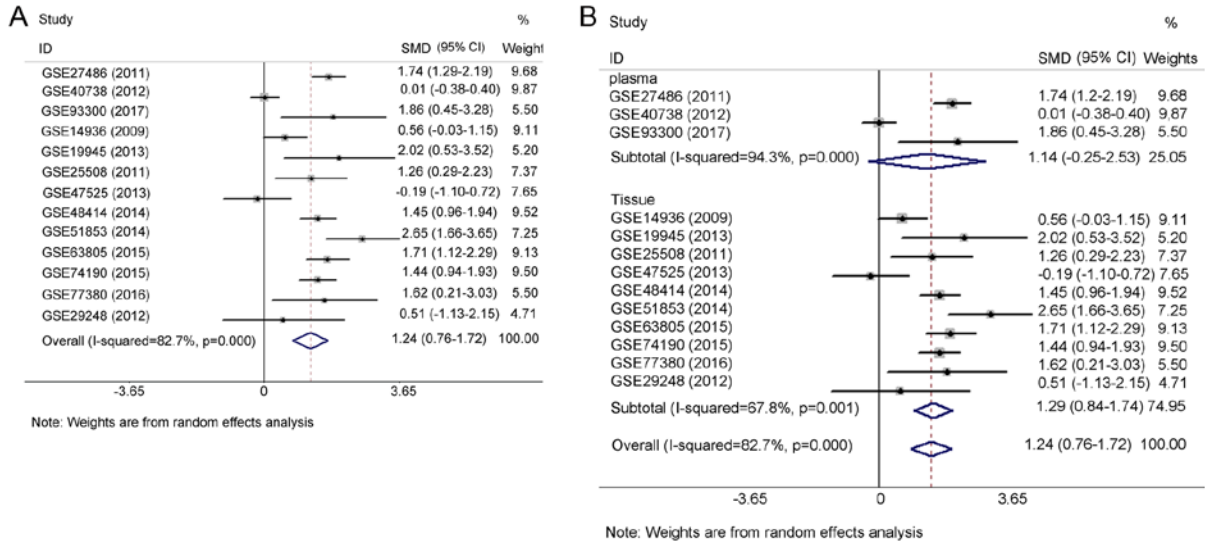 A
Study %
ID SMD (95% CI) Weight
GSE27486 (2011) 1.74 (1.29-2.19) 9.68
GSE40738 (2012) 0.01 (-0.38-0.40) 9.87
GSE93300 (2017) 1.86 (0.45-3.28) 5.50
GSE14936 (2009) 0.56 (-0.03-1.15) 9.11
GSE19945 (2013) 2.02 (0.53-3.52) 5.20
GSE25508 (2011) 1.26 (0.29-2.23) 7.37
GSE47525 (2013) -0.19 (-1.10-0.72) 7.65
GSE48414 (2014) 1.45 (0.96-1.94) 9.52
GSE51853 (2014) 2.65 (1.66-3.65) 7.25
GSE63805 (2015) 1.71 (1.12-2.29) 9.13
GSE74190 (2015) 1.44 (0.94-1.93) 9.50
GSE77380 (2016) 1.62 (0.21-3.03) 5.50
GSE29248 (2012) 0.51 (-1.13-2.15) 4.71
Overall (I-squared=82.7%, p=0.000) 1.24 (0.76-1.72) 100.00
-3.65 0 3.65
Note: Weights are from random effects analysis
B
Study %
ID SMD (95% CI) Weights
plasma
GSE27486 (2011) 1.74 (1.2-2.19) 9.68
GSE40738 (2012) 0.01 (-0.38-0.40) 9.87
GSE93300 (2017) 1.86 (0.45-3.28) 5.50
Subtotal (I-squared=94.3%, p=0.000) 1.14 (-0.25-2.53) 25.05
Tissue
GSE14936 (2009) 0.56 (-0.03-1.15) 9.11
GSE19945 (2013) 2.02 (0.53-3.52) 5.20
GSE25508 (2011) 1.26 (0.29-2.23) 7.37
GSE47525 (2013) -0.19 (-1.10-0.72) 7.65
GSE48414 (2014) 1.45 (0.96-1.94) 9.52
GSE51853 (2014) 2.65 (1.66-3.65) 7.25
GSE63805 (2015) 1.71 (1.12-2.29) 9.13
GSE74190 (2015) 1.44 (0.94-1.93) 9.50
GSE77380 (2016) 1.62 (0.21-3.03) 5.50
GSE29248 (2012) 0.51 (-1.13-2.15) 4.71
Subtotal (I-squared=67.8%, p=0.001) 1.29 (0.84-1.74) 74.95
Overall (I-squared=82.7%, p=0.000) 1.24 (0.76-1.72) 100.00
-3.65 0 3.65
Note: Weights are from random effects analysis